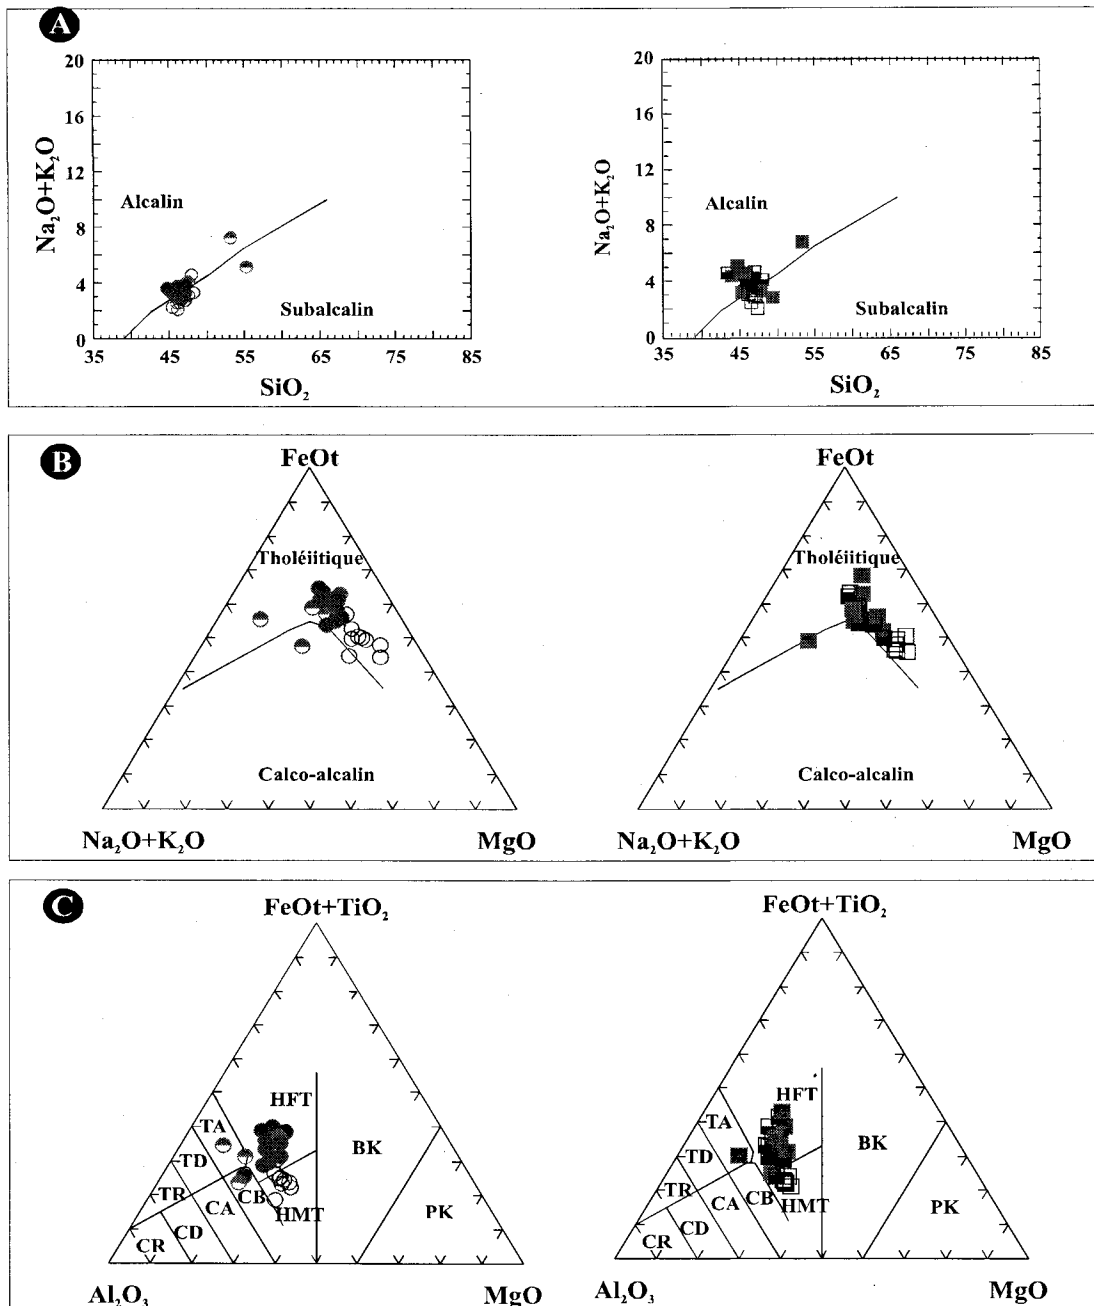 A
20
16
12
8
4
0
Na₂O+K₂O
Alcalin
Subalcalin
35 45 55 65 75 85
SiO₂
20
16
12
8
4
0
Na₂O+K₂O
Alcalin
Subalcalin
35 45 55 65 75 85
SiO₂
B
FeOt
Tholéiitique
Calco-alcalin
Na₂O+K₂O
MgO
FeOt
Tholéiitique
Calco-alcalin
Na₂O+K₂O
MgO
C
FeOt+TiO₂
HFT
TA
BK
TD
TR
CA
CB
HMT
CD
PK
CR
Al₂O₃
MgO
FeOt+TiO₂
HFT
TA
BK
TD
TR
CA
CB
HMT
CD
PK
CR
Al₂O₃
MgO